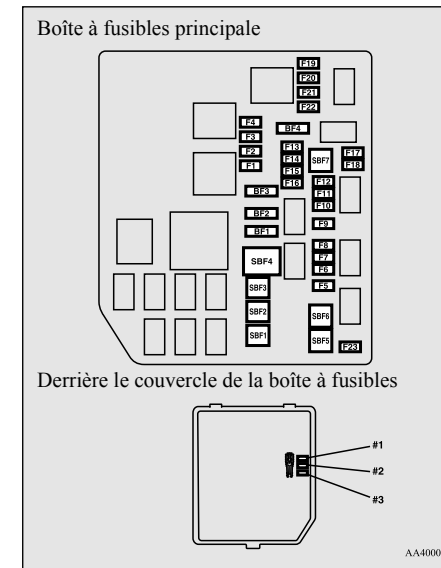 Boîte à fusibles principale
F19
F20
F21
F22
F4
F3
F2
F1
BF4
F13
F14
F15
F16
SBF7
F17
F18
BF3
BF2
BF1
F12
F11
F10
F9
SBF4
F8
F7
F6
F5
SBF3
SBF2
SBF1
SBF6
SBF5
F23
Derrière le couvercle de la boîte à fusibles
#1
#2
#3
AA4000